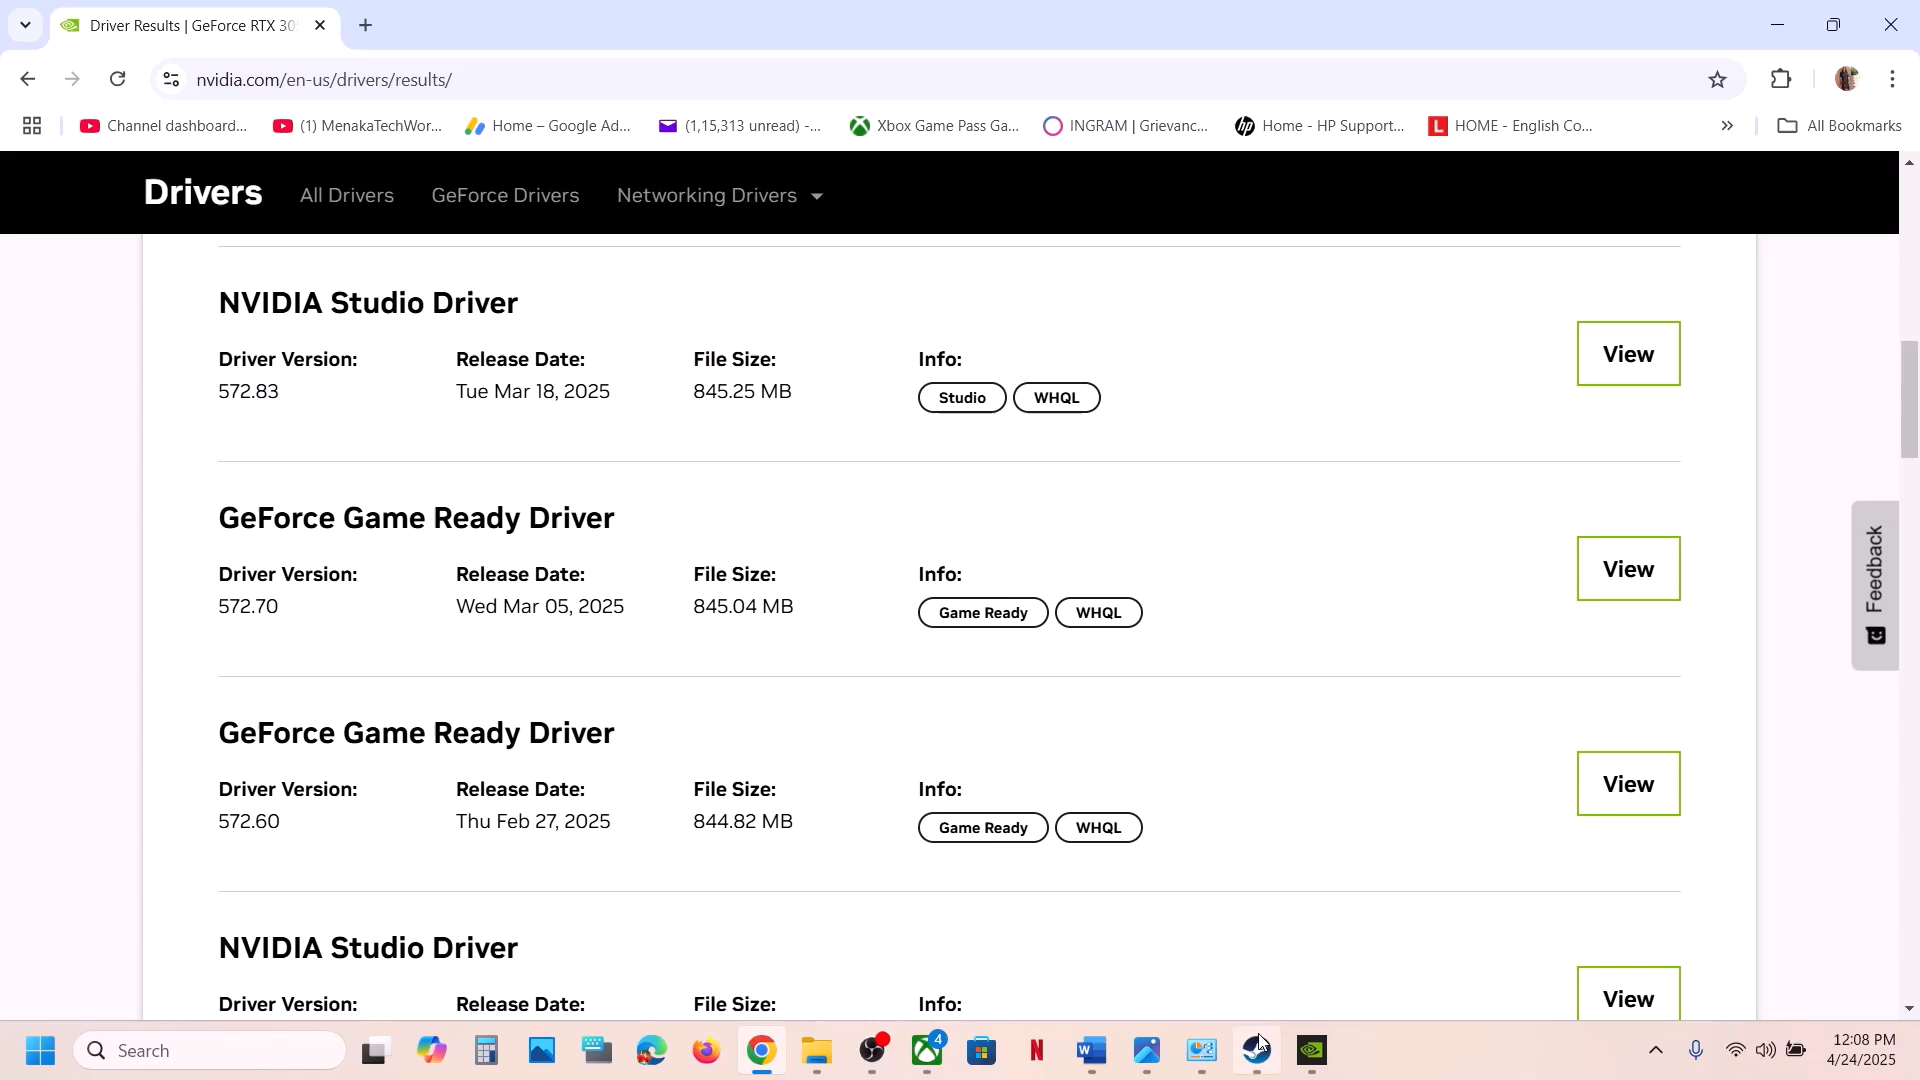 Driver Results | GeForce RTX 30
nvidia.com/en-us/drivers/results/
Channel dashboard...
(1) MenakaTechWor...
Home – Google Ad...
(1,15,313 unread) -...
Xbox Game Pass Ga...
INGRAM | Grievanc...
Home - HP Support...
HOME - English Co...
All Bookmarks
Drivers All Drivers GeForce Drivers Networking Drivers
NVIDIA Studio Driver
View
Driver Version: Release Date: File Size: Info:
572.83 Tue Mar 18, 2025 845.25 MB Studio WHQL
GeForce Game Ready Driver
View
Driver Version: Release Date: File Size: Info:
572.70 Wed Mar 05, 2025 845.04 MB Game Ready WHQL
Feedback
GeForce Game Ready Driver
View
Driver Version: Release Date: File Size: Info:
572.60 Thu Feb 27, 2025 844.82 MB Game Ready WHQL
NVIDIA Studio Driver
View
Driver Version: Release Date: File Size: Info:
Search
4
12:08 PM
4/24/2025